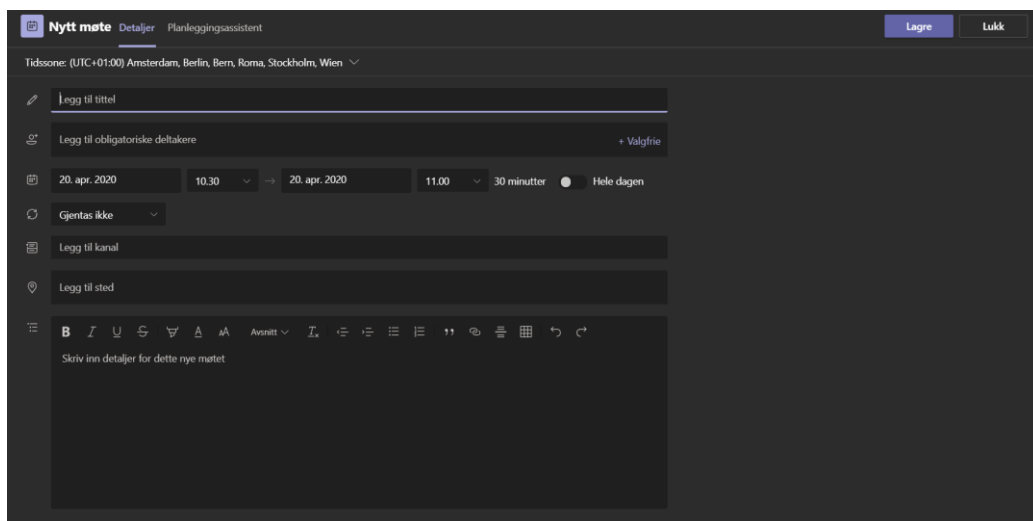 Nytt møte Detaljer Planleggingsassistent Lagre Lukk
Tidssone: (UTC+01:00) Amsterdam, Berlin, Bern, Roma, Stockholm, Wien
Legg til tittel
Legg til obligatoriske deltakere + Valgfrie
20. apr. 2020 10.30 → 20. apr. 2020 11.00 30 minutter Hele dagen
Gjentas ikke
Legg til kanal
Legg til sted
B I U S A AA Avsnitt Tx
Skriv inn detaljer for dette nye møtet